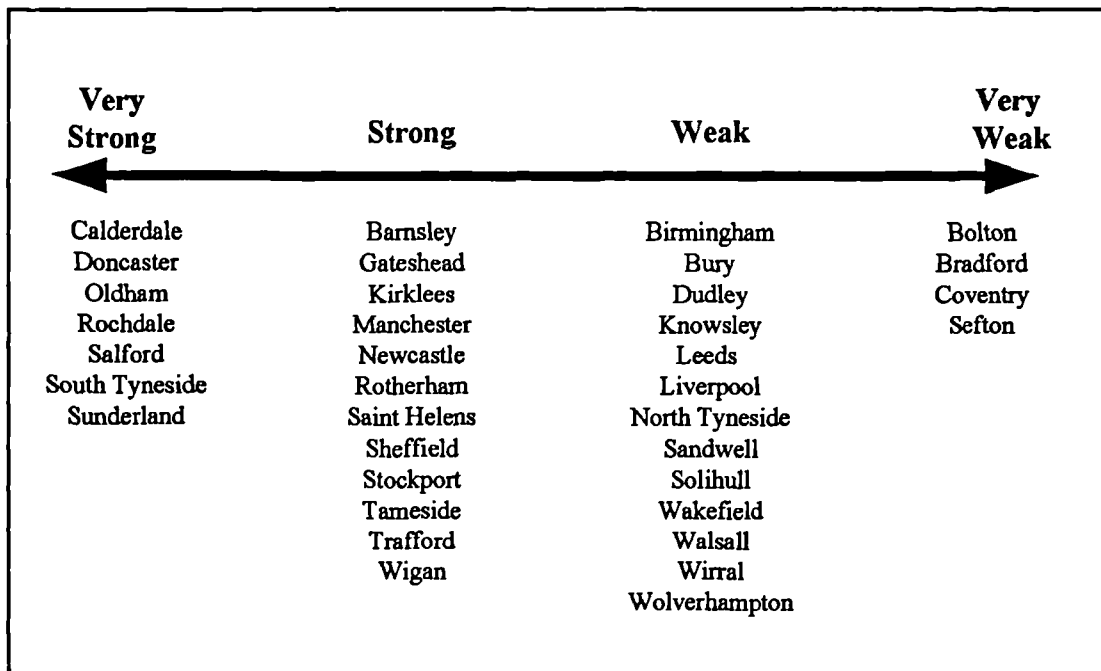 Very Strong
Strong
Weak
Very Weak
Calderdale
Doncaster
Oldham
Rochdale
Salford
South Tyneside
Sunderland
Barnsley
Gateshead
Kirklees
Manchester
Newcastle
Rotherham
Saint Helens
Sheffield
Stockport
Tameside
Trafford
Wigan
Birmingham
Bury
Dudley
Knowsley
Leeds
Liverpool
North Tyneside
Sandwell
Solihull
Wakefield
Walsall
Wirral
Wolverhampton
Bolton
Bradford
Coventry
Sefton